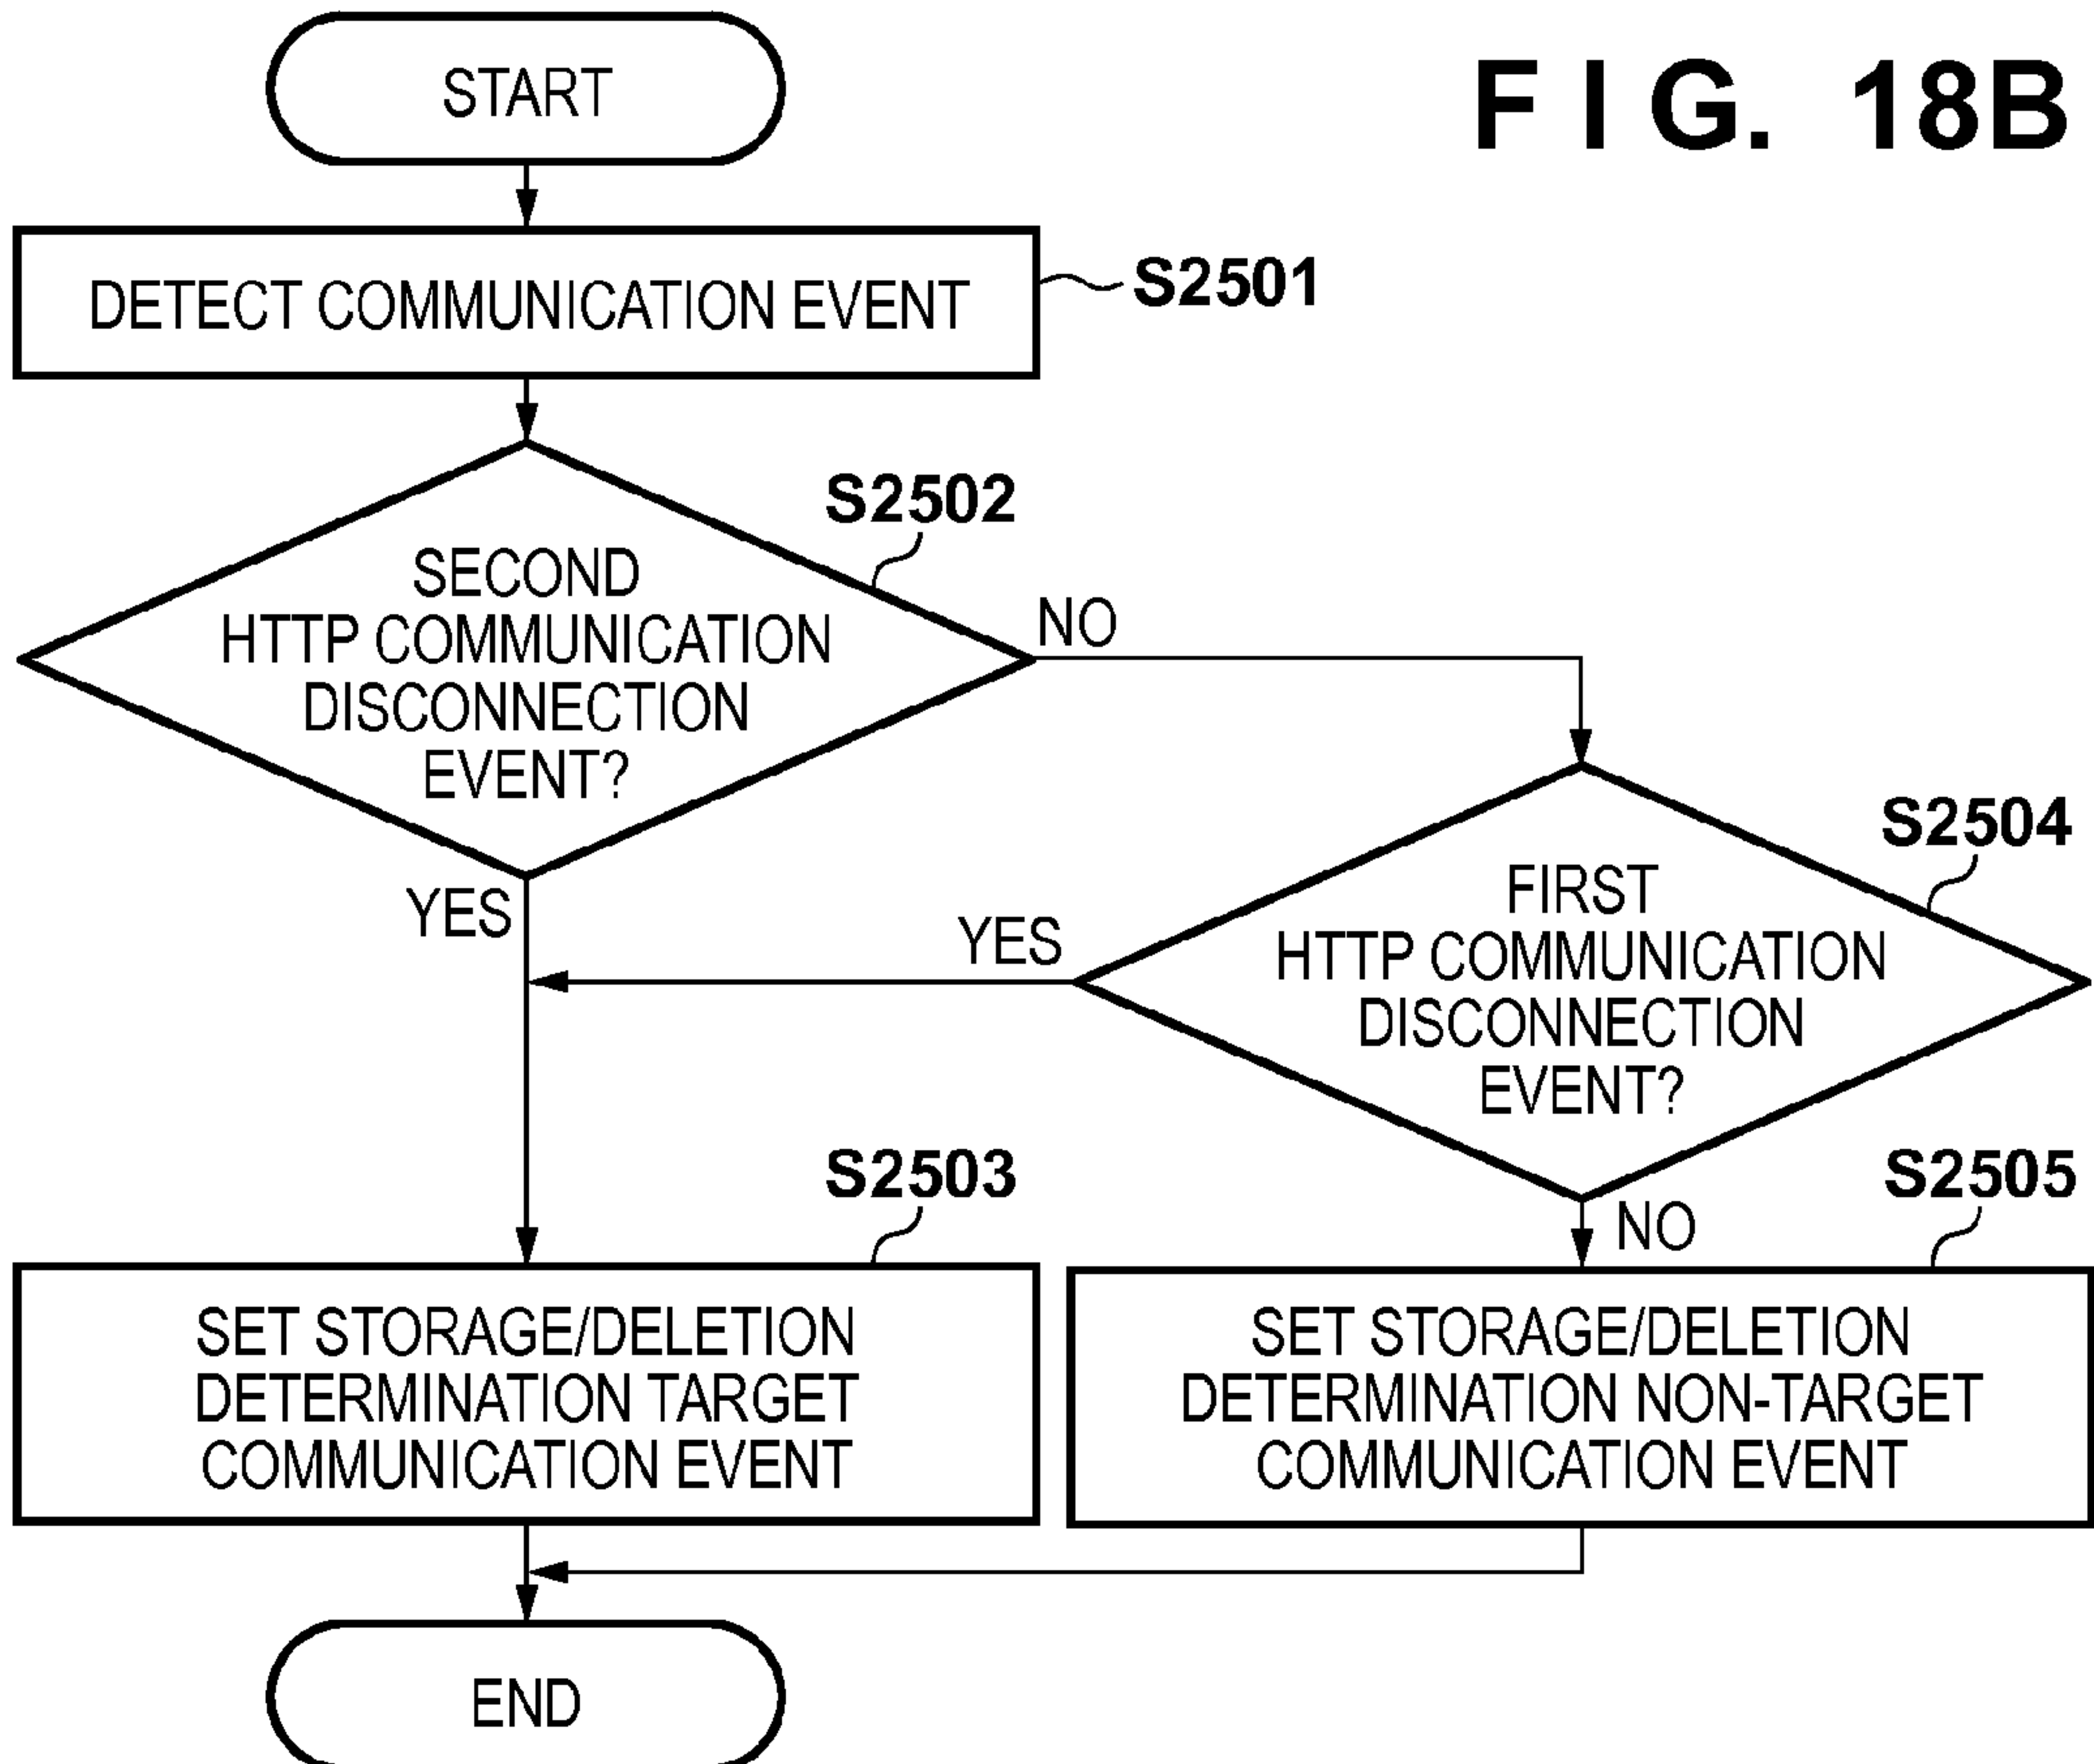 FIG. 18B
START
DETECT COMMUNICATION EVENT
S2501
S2502
SECOND
HTTP COMMUNICATION
DISCONNECTION
EVENT?
NO
YES
S2504
FIRST
HTTP COMMUNICATION
DISCONNECTION
EVENT?
YES
NO
S2503
SET STORAGE/DELETION
DETERMINATION TARGET
COMMUNICATION EVENT
S2505
SET STORAGE/DELETION
DETERMINATION NON-TARGET
COMMUNICATION EVENT
END